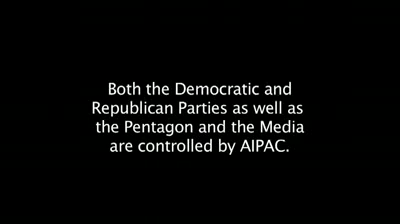 Both the Democratic and
Republican Parties as well as
the Pentagon and the Media
are controlled by AIPAC.